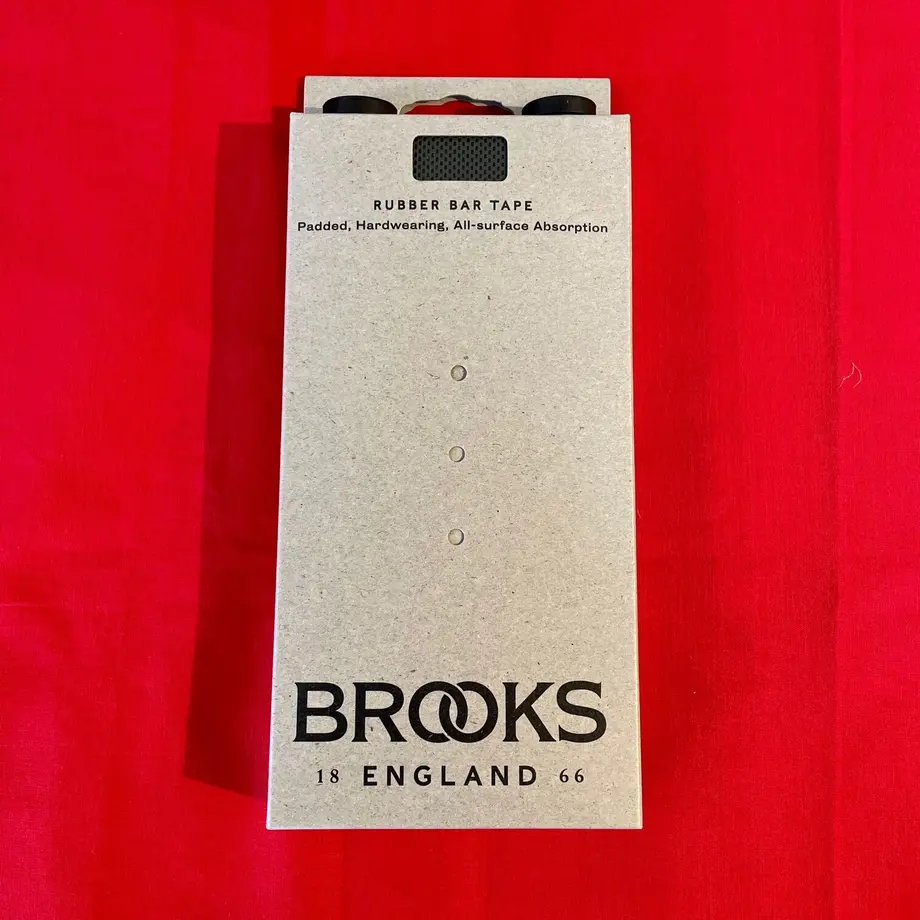 RUBBER BAR TAPE
Padded, Hardwearing, All-surface Absorption
BROOKS
18 ENGLAND 66